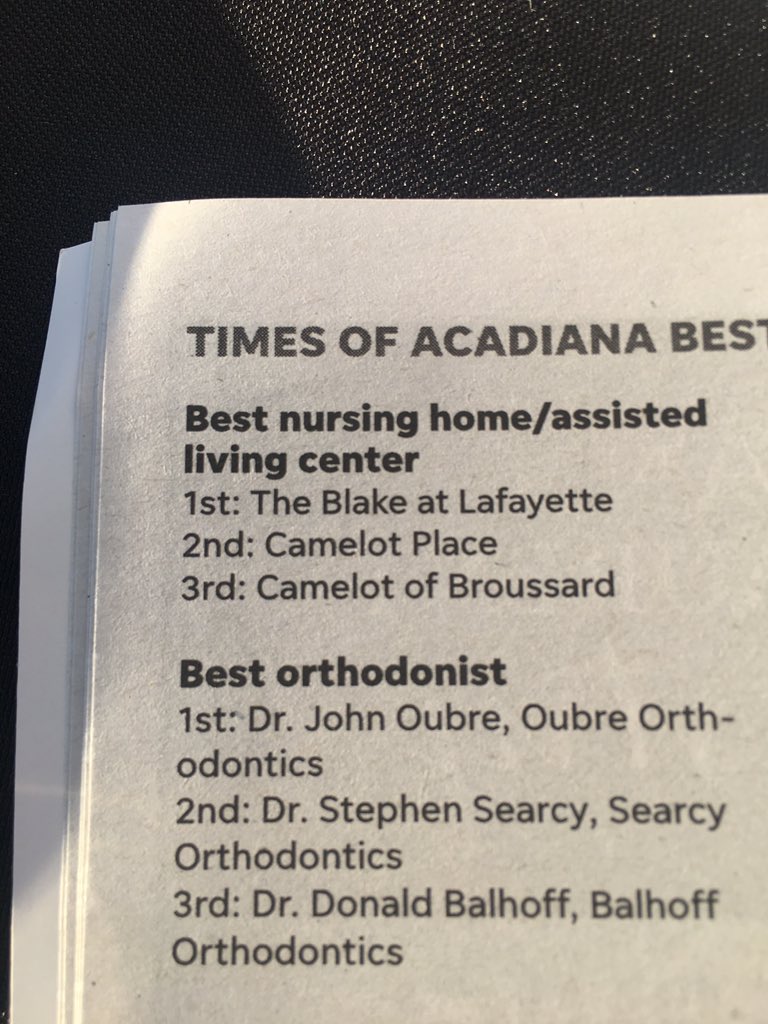 TIMES OF ACADIANA BEST
Best nursing home/assisted
living center
1st: The Blake at Lafayette
2nd: Camelot Place
3rd: Camelot of Broussard
Best orthodonist
1st: Dr. John Oubre, Oubre Orth-
odontics
2nd: Dr. Stephen Searcy, Searcy
Orthodontics
3rd: Dr. Donald Balhoff, Balhoff
Orthodontics